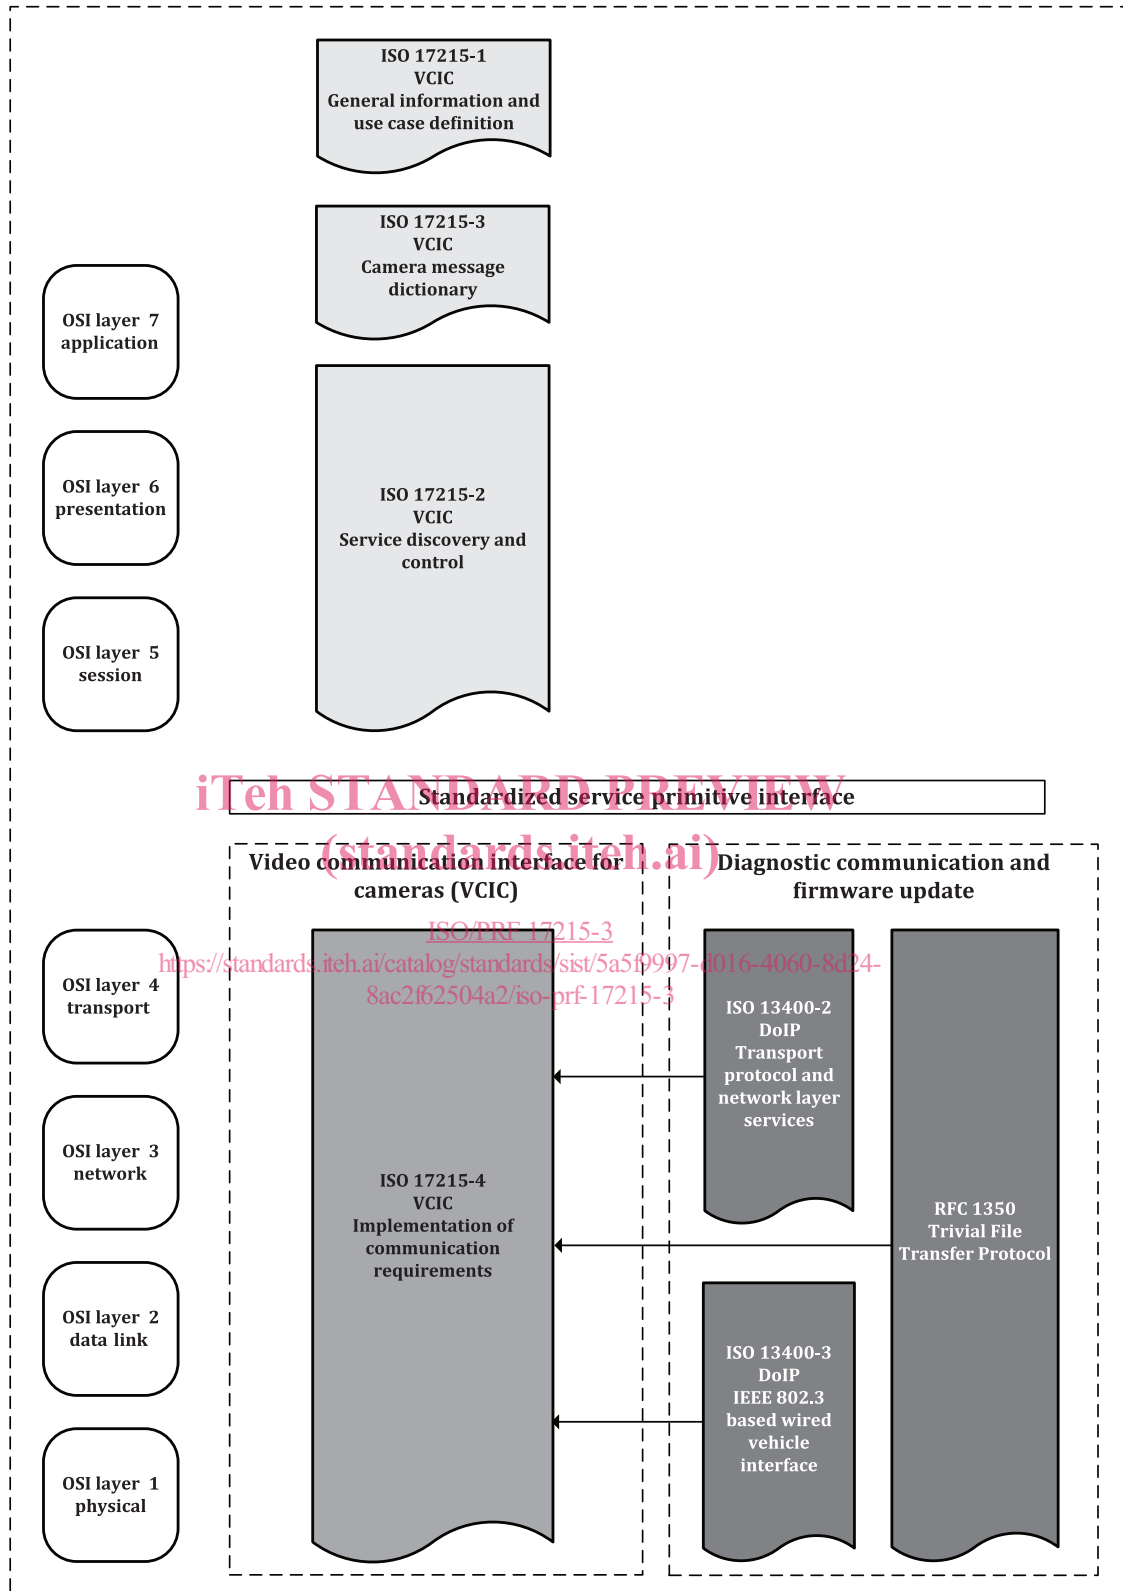 ISO 17215-1
VCIC
General information and
use case definition
ISO 17215-3
VCIC
Camera message
dictionary
OSI layer 7
application
OSI layer 6
presentation
ISO 17215-2
VCIC
Service discovery and
control
OSI layer 5
session
iTeh STANDARD PREVIEW
Standardized service primitive interface
(standards.iteh.ai)
Video communication interface for
cameras (VCIC)
Diagnostic communication and
firmware update
ISO/PRF 17215-3
https://standards.iteh.ai/catalog/standards/sist/5a5f9997-d016-4060-8d24-
8ac2f62504a2/iso-prf-17215-3
OSI layer 4
transport
ISO 13400-2
DoIP
Transport
protocol and
network layer
services
OSI layer 3
network
ISO 17215-4
VCIC
Implementation of
communication
requirements
RFC 1350
Trivial File
Transfer Protocol
OSI layer 2
data link
ISO 13400-3
DoIP
IEEE 802.3
based wired
vehicle
interface
OSI layer 1
physical